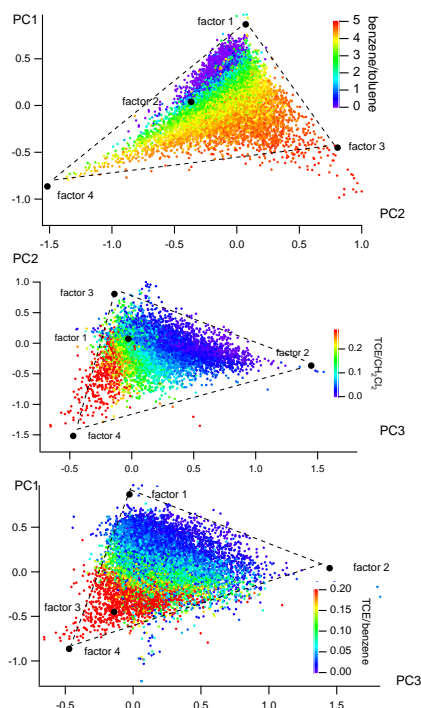 PC1
factor 1
5
4
3
2
1
0
benzene/toluene
0.5
0.0
-0.5
-1.0
factor 2
factor 3
factor 4
PC2
-1.5
-1.0
-0.5
0.0
0.5
1.0
PC2
1.0
0.5
0.0
-0.5
-1.0
-1.5
factor 3
factor 1
factor 2
factor 4
0.2
0.1
0.0
TCE/CH2Cl2
PC3
-0.5
0.0
0.5
1.0
1.5
PC1
factor 1
0.5
0.0
-0.5
-1.0
factor 2
factor 3
factor 4
0.20
0.15
0.10
0.05
0.00
TCE/benzene
PC3
-0.5
0.0
0.5
1.0
1.5